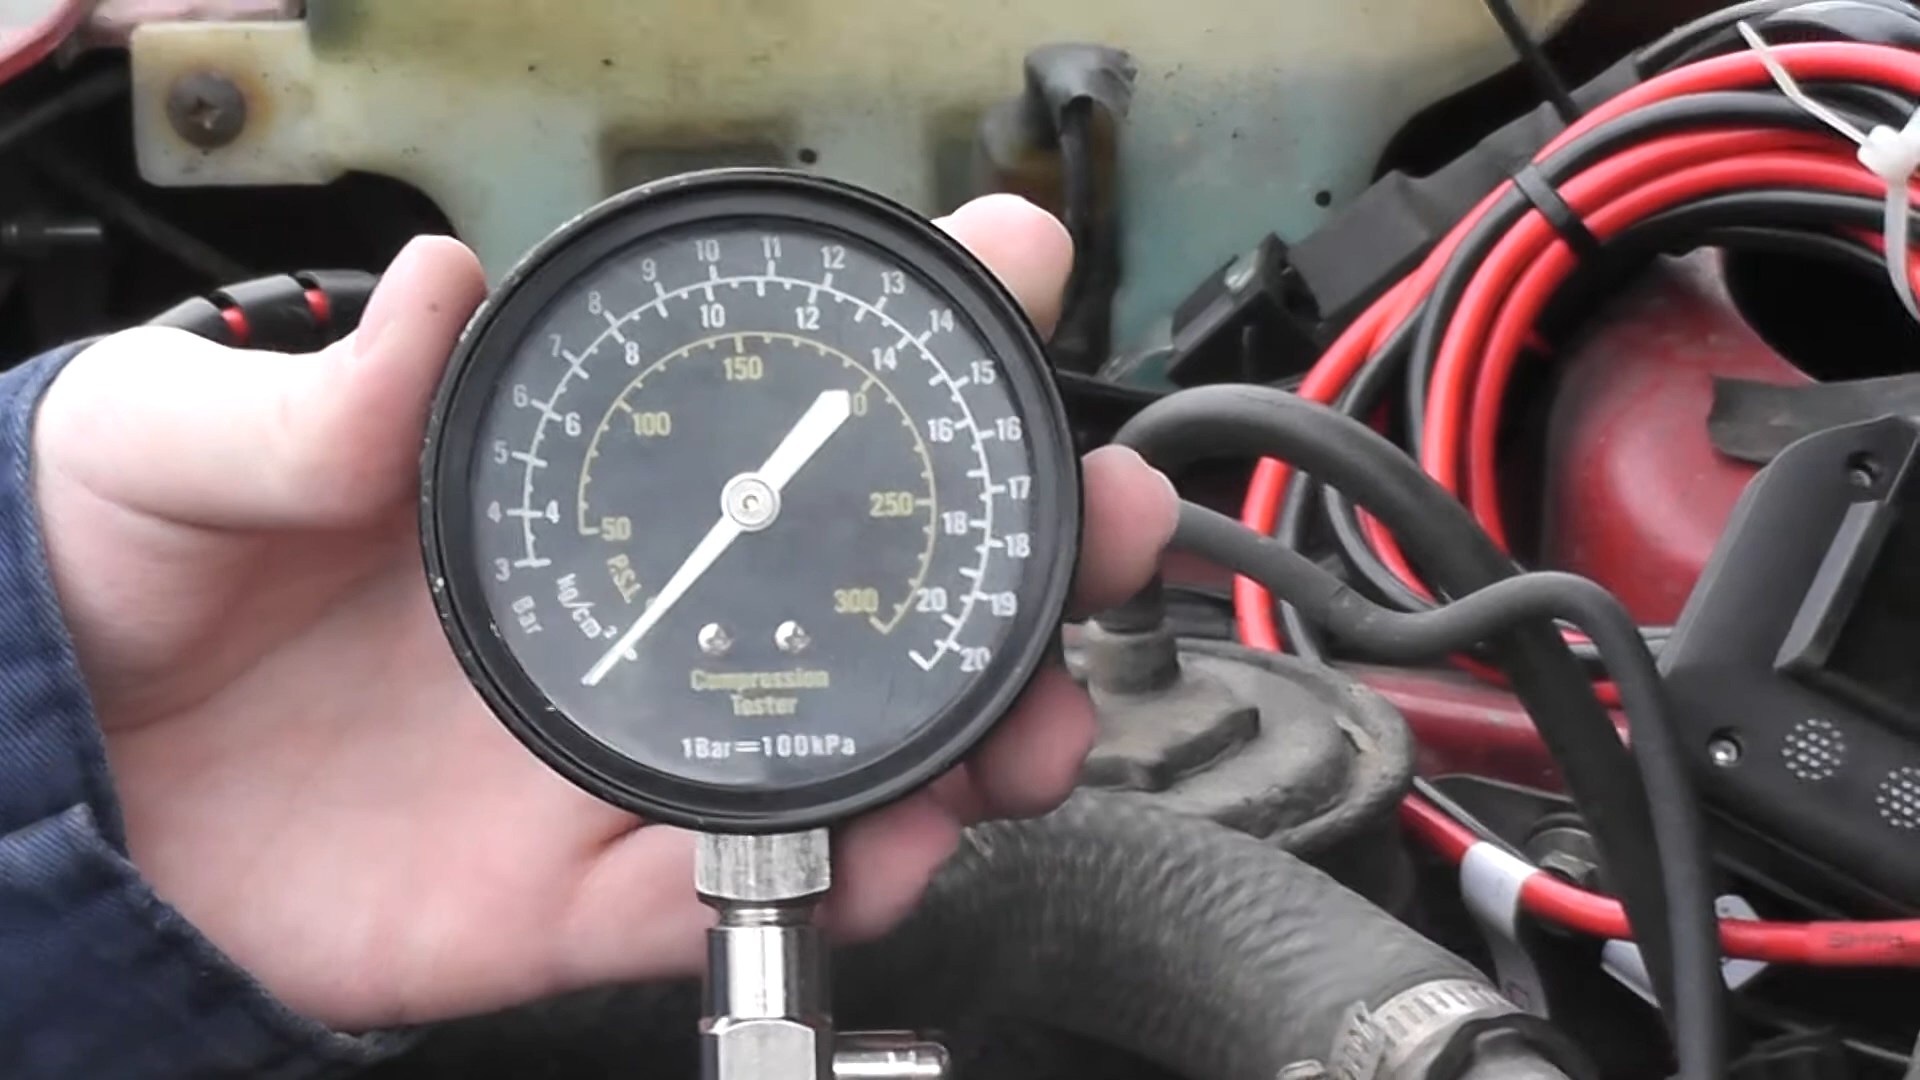 3 4 5 6 7 8 9 10 11 12 13 14 15 16 17 18 19 20
Bar
4 6 8 10 12 14 16 18 20
Kg/cm²
50 100 150 250 300
P.S.I.
Compression
Tester
1Bar=100kPa